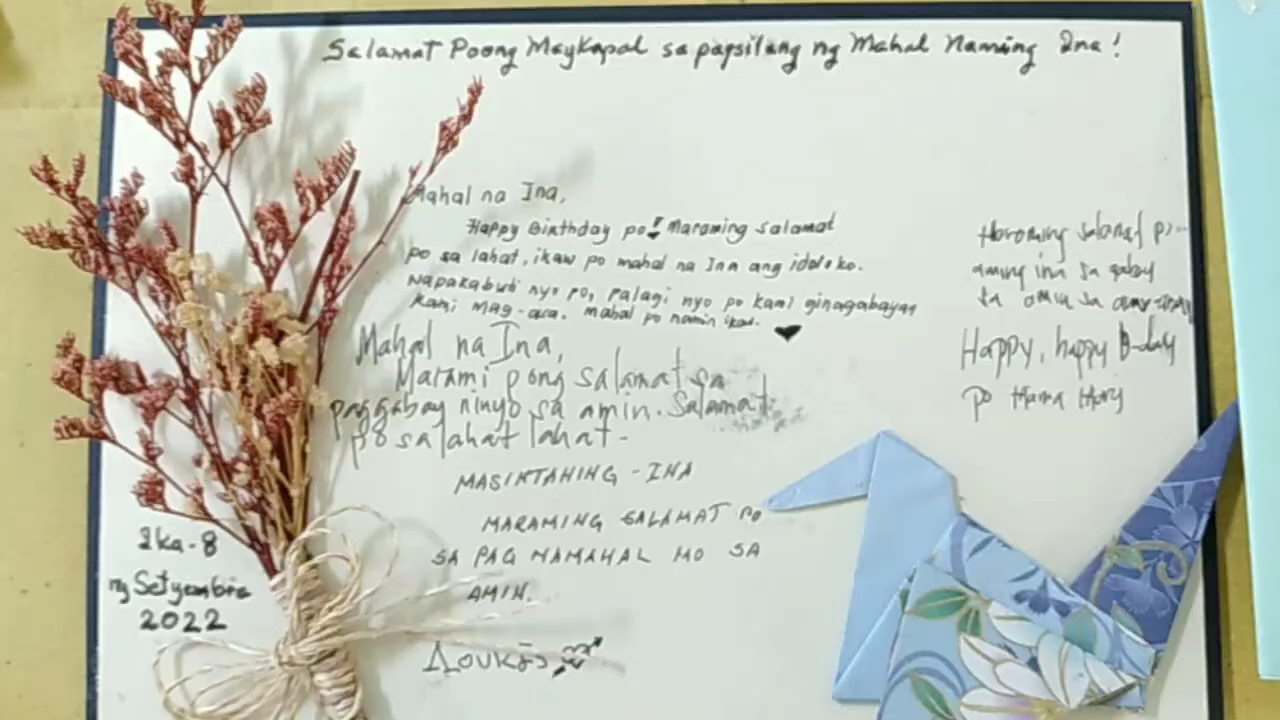 Salamat Poong Maykapal sa pagsilang ng Mahal Naming Ina!
Mahal na Ina,
Happy Birthday po! Maraming salamat
po sa lahat, ikaw po mahal na Ina ang idolo ko.
Napakabuti nyo po, palagi nyo po kami ginagabayan
kami mag-asa. mahal po namin ikaw.
Mahal na Ina,
Marami pong salamat sa
paggabay ninyo sa amin. Salamat
po sa lahat lahat.
MASINTAHING - INA
MARAMING SALAMAT PO
SA PAG MAMAHAL MO SA
AMIN.
Maraming salamat po
aming ina sa gabay
sa amin sa
Happy, happy B-day
po Mama Mary
Ika-8
ng Setyembre
2022